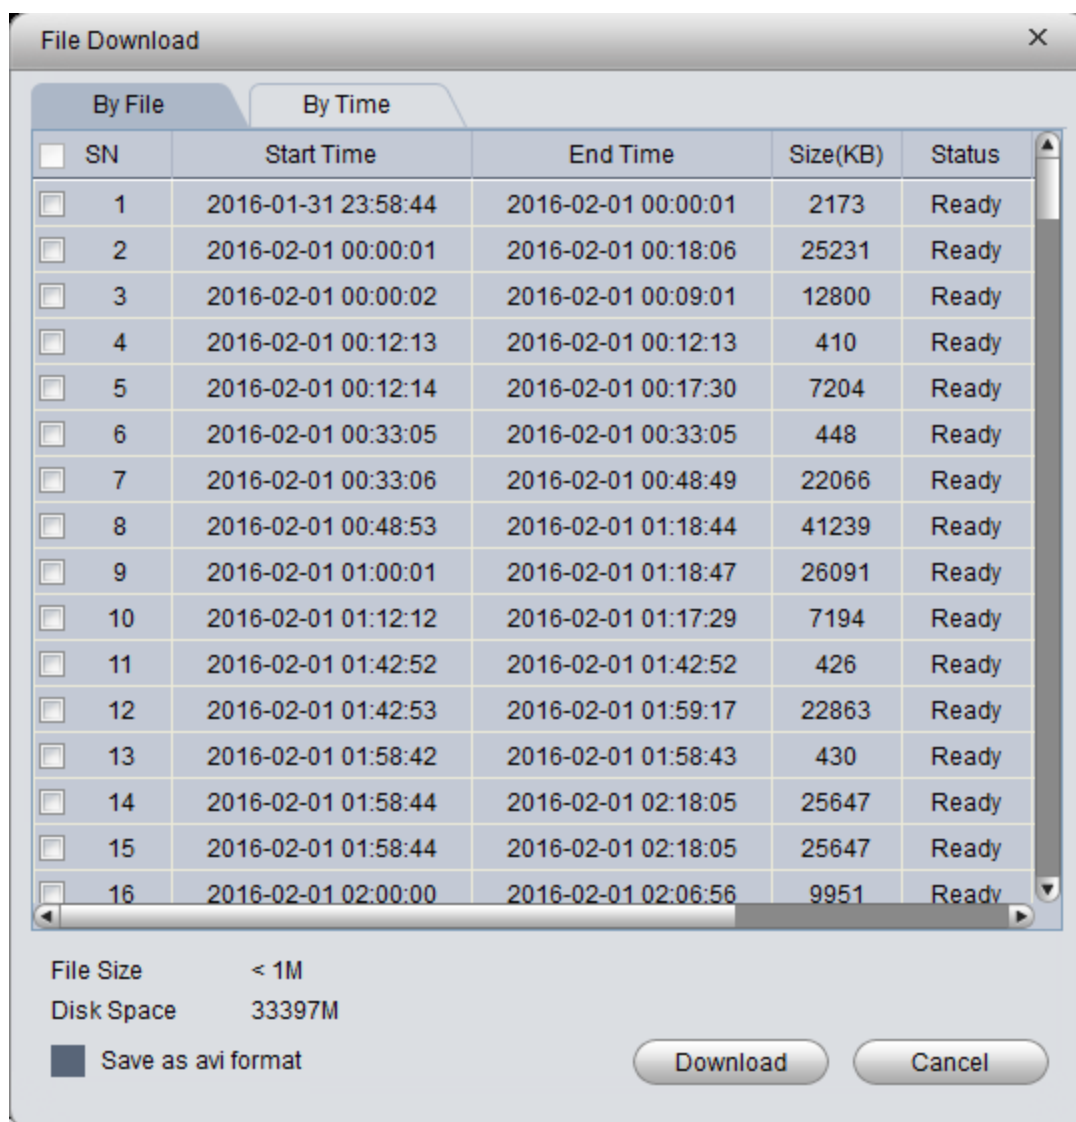 File Download
By File By Time
SN Start Time End Time Size(KB) Status
1 2016-01-31 23:58:44 2016-02-01 00:00:01 2173 Ready
2 2016-02-01 00:00:01 2016-02-01 00:18:06 25231 Ready
3 2016-02-01 00:00:02 2016-02-01 00:09:01 12800 Ready
4 2016-02-01 00:12:13 2016-02-01 00:12:13 410 Ready
5 2016-02-01 00:12:14 2016-02-01 00:17:30 7204 Ready
6 2016-02-01 00:33:05 2016-02-01 00:33:05 448 Ready
7 2016-02-01 00:33:06 2016-02-01 00:48:49 22066 Ready
8 2016-02-01 00:48:53 2016-02-01 01:18:44 41239 Ready
9 2016-02-01 01:00:01 2016-02-01 01:18:47 26091 Ready
10 2016-02-01 01:12:12 2016-02-01 01:17:29 7194 Ready
11 2016-02-01 01:42:52 2016-02-01 01:42:52 426 Ready
12 2016-02-01 01:42:53 2016-02-01 01:59:17 22863 Ready
13 2016-02-01 01:58:42 2016-02-01 01:58:43 430 Ready
14 2016-02-01 01:58:44 2016-02-01 02:18:05 25647 Ready
15 2016-02-01 01:58:44 2016-02-01 02:18:05 25647 Ready
16 2016-02-01 02:00:00 2016-02-01 02:06:56 9951 Ready
File Size < 1M
Disk Space 33397M
Save as avi format Download Cancel